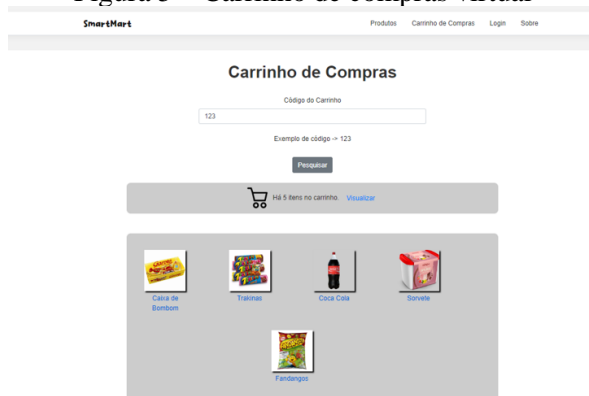 Figura 3 – Carrinho de compras virtual
SmartMart
Produtos Carrinho de Compras Login Sobre
Carrinho de Compras
Código do Carrinho
123
Exemplo de código -> 123
Pesquisar
Há 5 itens no carrinho. Visualizar
Caixa de
Bombom
Trakinas
Coca Cola
Sorvete
Fandangos